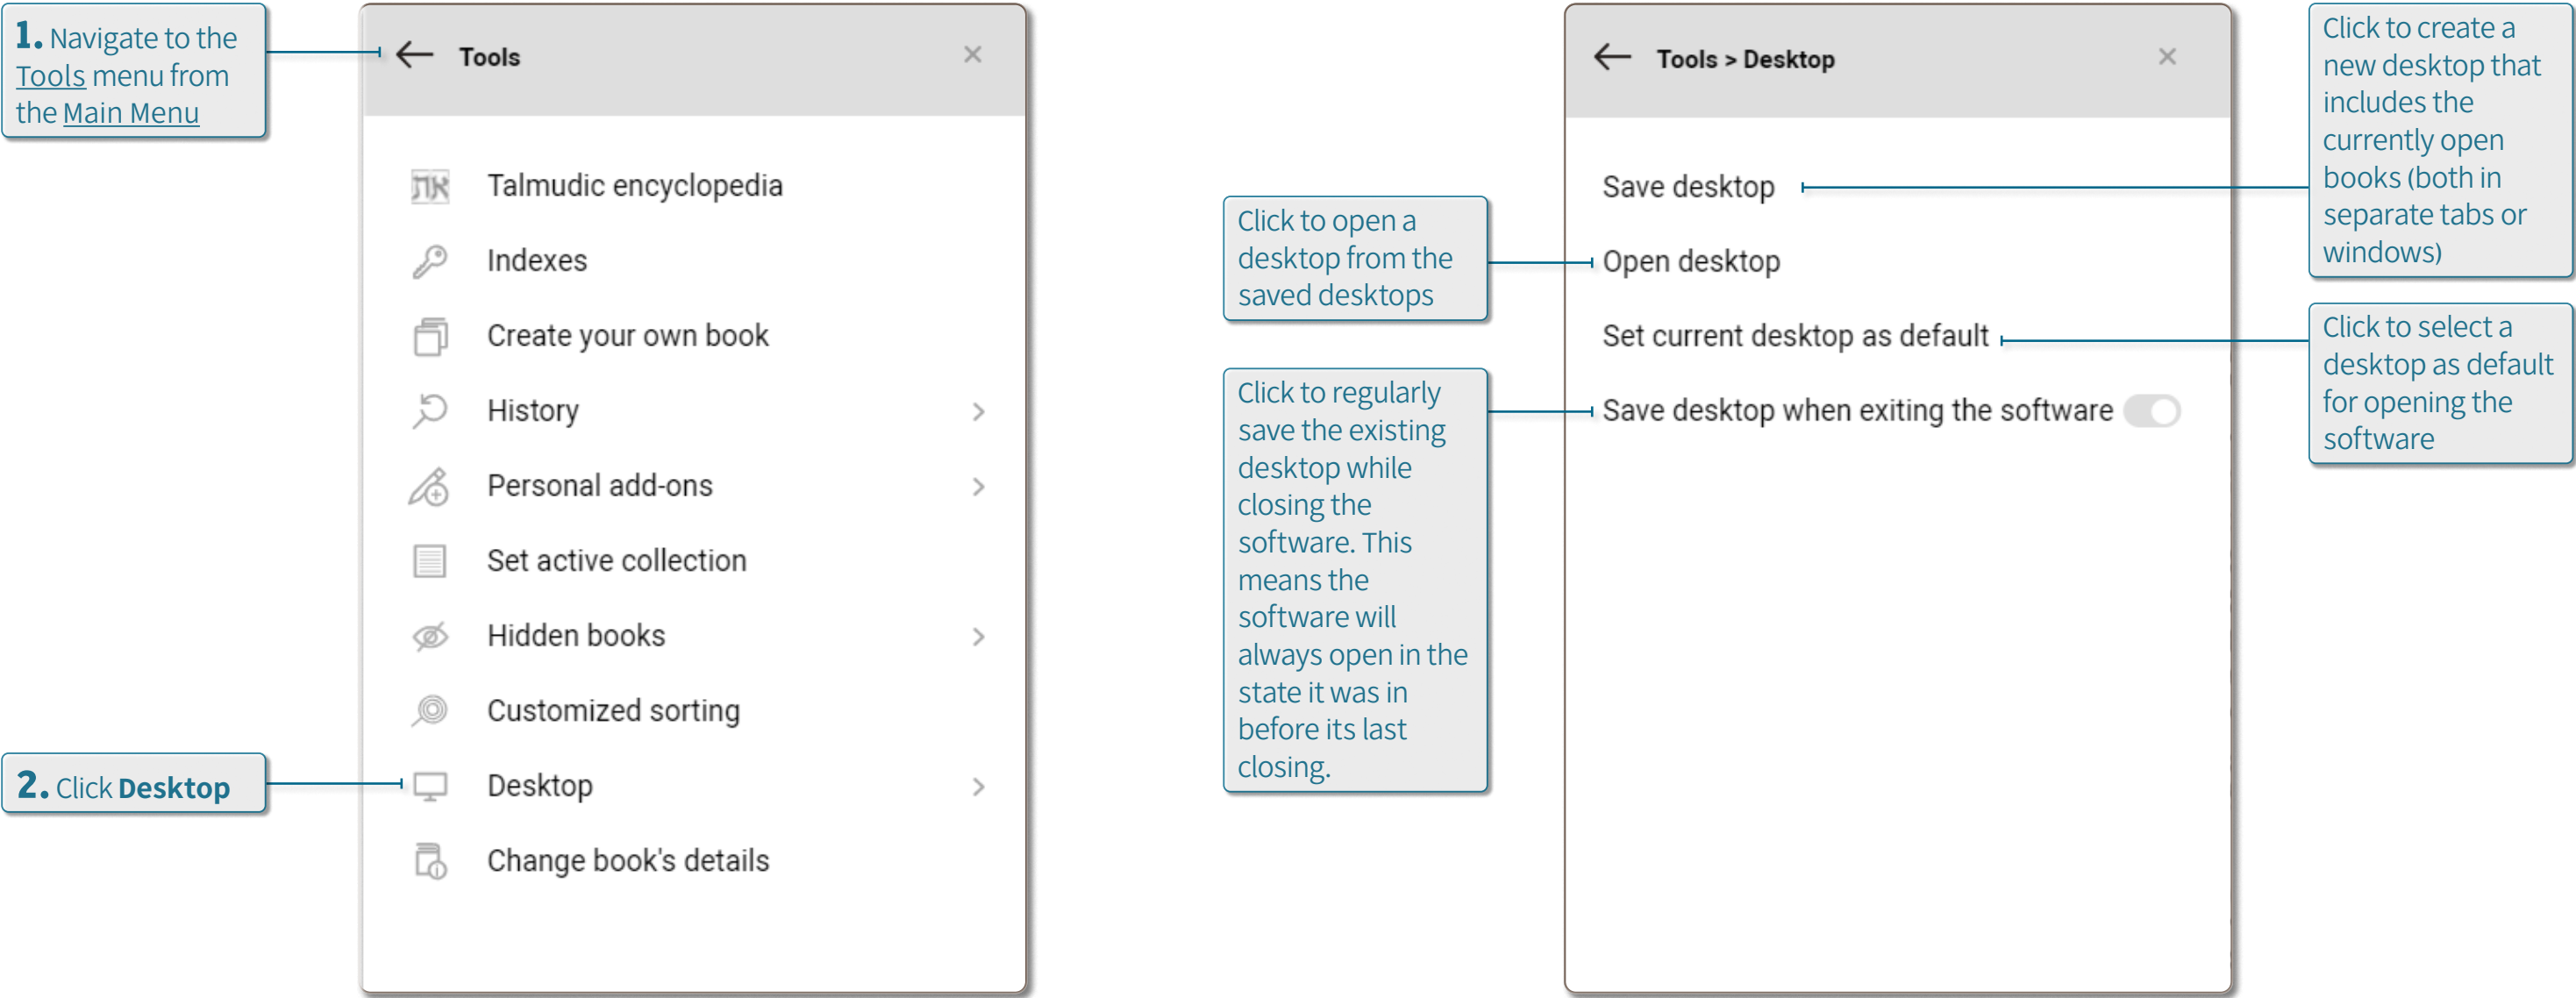 1. Navigate to the
Tools menu from
the Main Menu
2. Click Desktop
Tools
את
Talmudic encyclopedia
Indexes
Create your own book
History
Personal add-ons
Set active collection
Hidden books
Customized sorting
Desktop
Change book's details
Click to open a
desktop from the
saved desktops
Click to regularly
save the existing
desktop while
closing the
software. This
means the
software will
always open in the
state it was in
before its last
closing.
Tools > Desktop
Save desktop
Open desktop
Set current desktop as default
Save desktop when exiting the software
Click to create a
new desktop that
includes the
currently open
books (both in
separate tabs or
windows)
Click to select a
desktop as default
for opening the
software